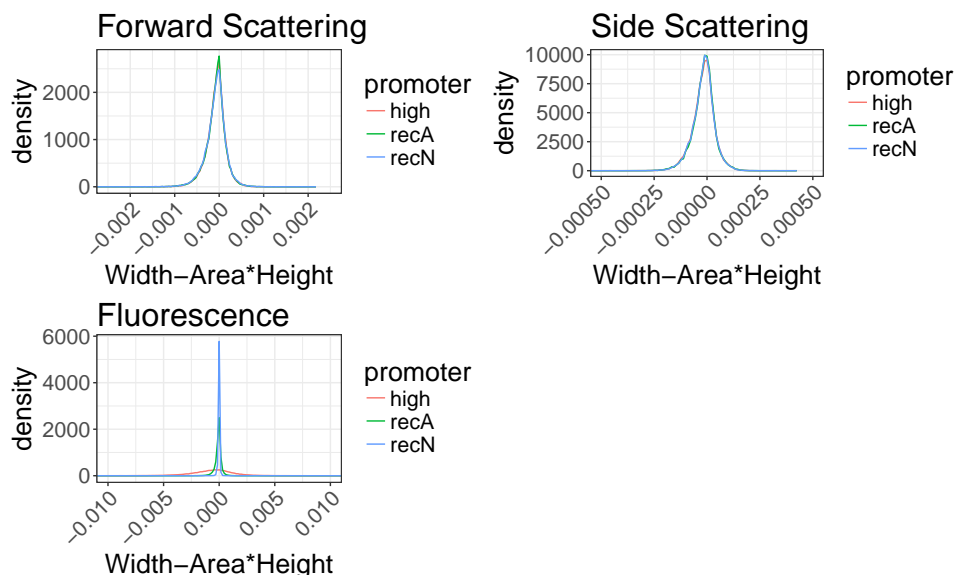 Forward Scattering
density
2000
1000
0
−0.002
−0.001
0.000
0.001
0.002
Width−Area*Height
promoter
high
recA
recN
Side Scattering
density
10000
7500
5000
2500
0
−0.00050
−0.00025
0.00000
0.00025
0.00050
Width−Area*Height
promoter
high
recA
recN
Fluorescence
density
6000
4000
2000
0
−0.010
−0.005
0.000
0.005
0.010
Width−Area*Height
promoter
high
recA
recN